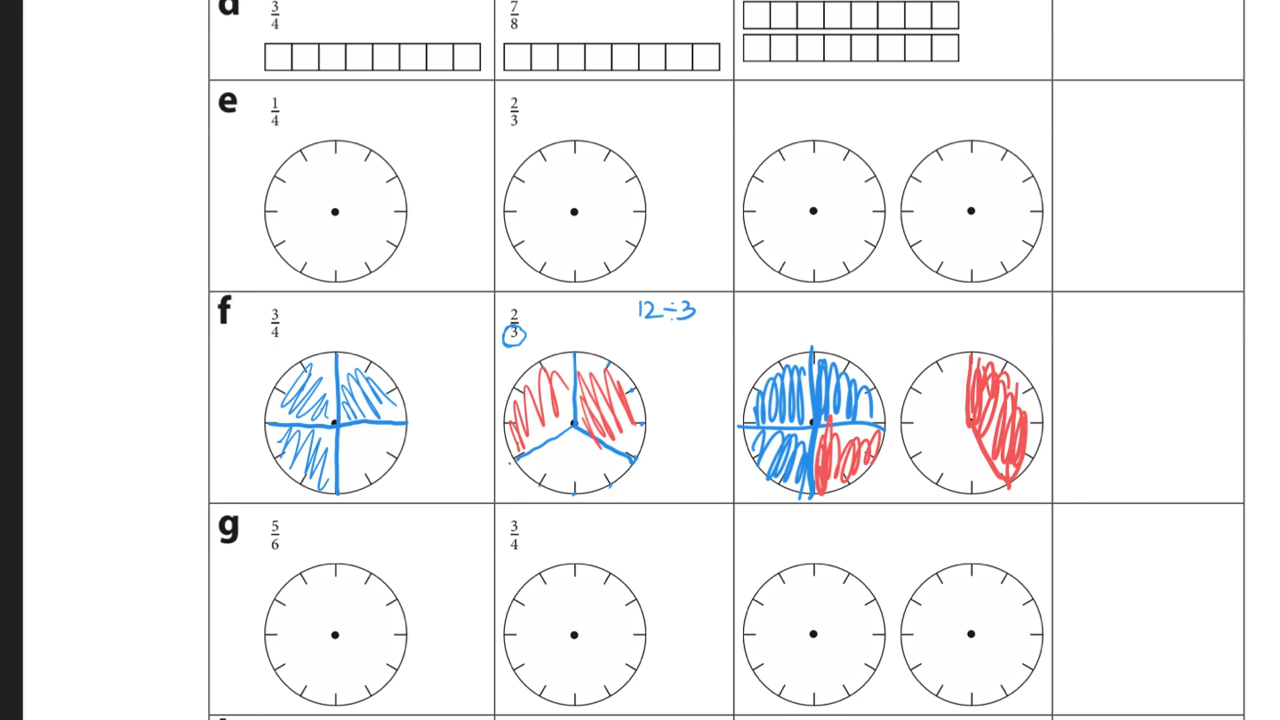 d 3/4 7/8
e 1/4 2/3
f 3/4 2/3 12÷3
g 5/6 3/4